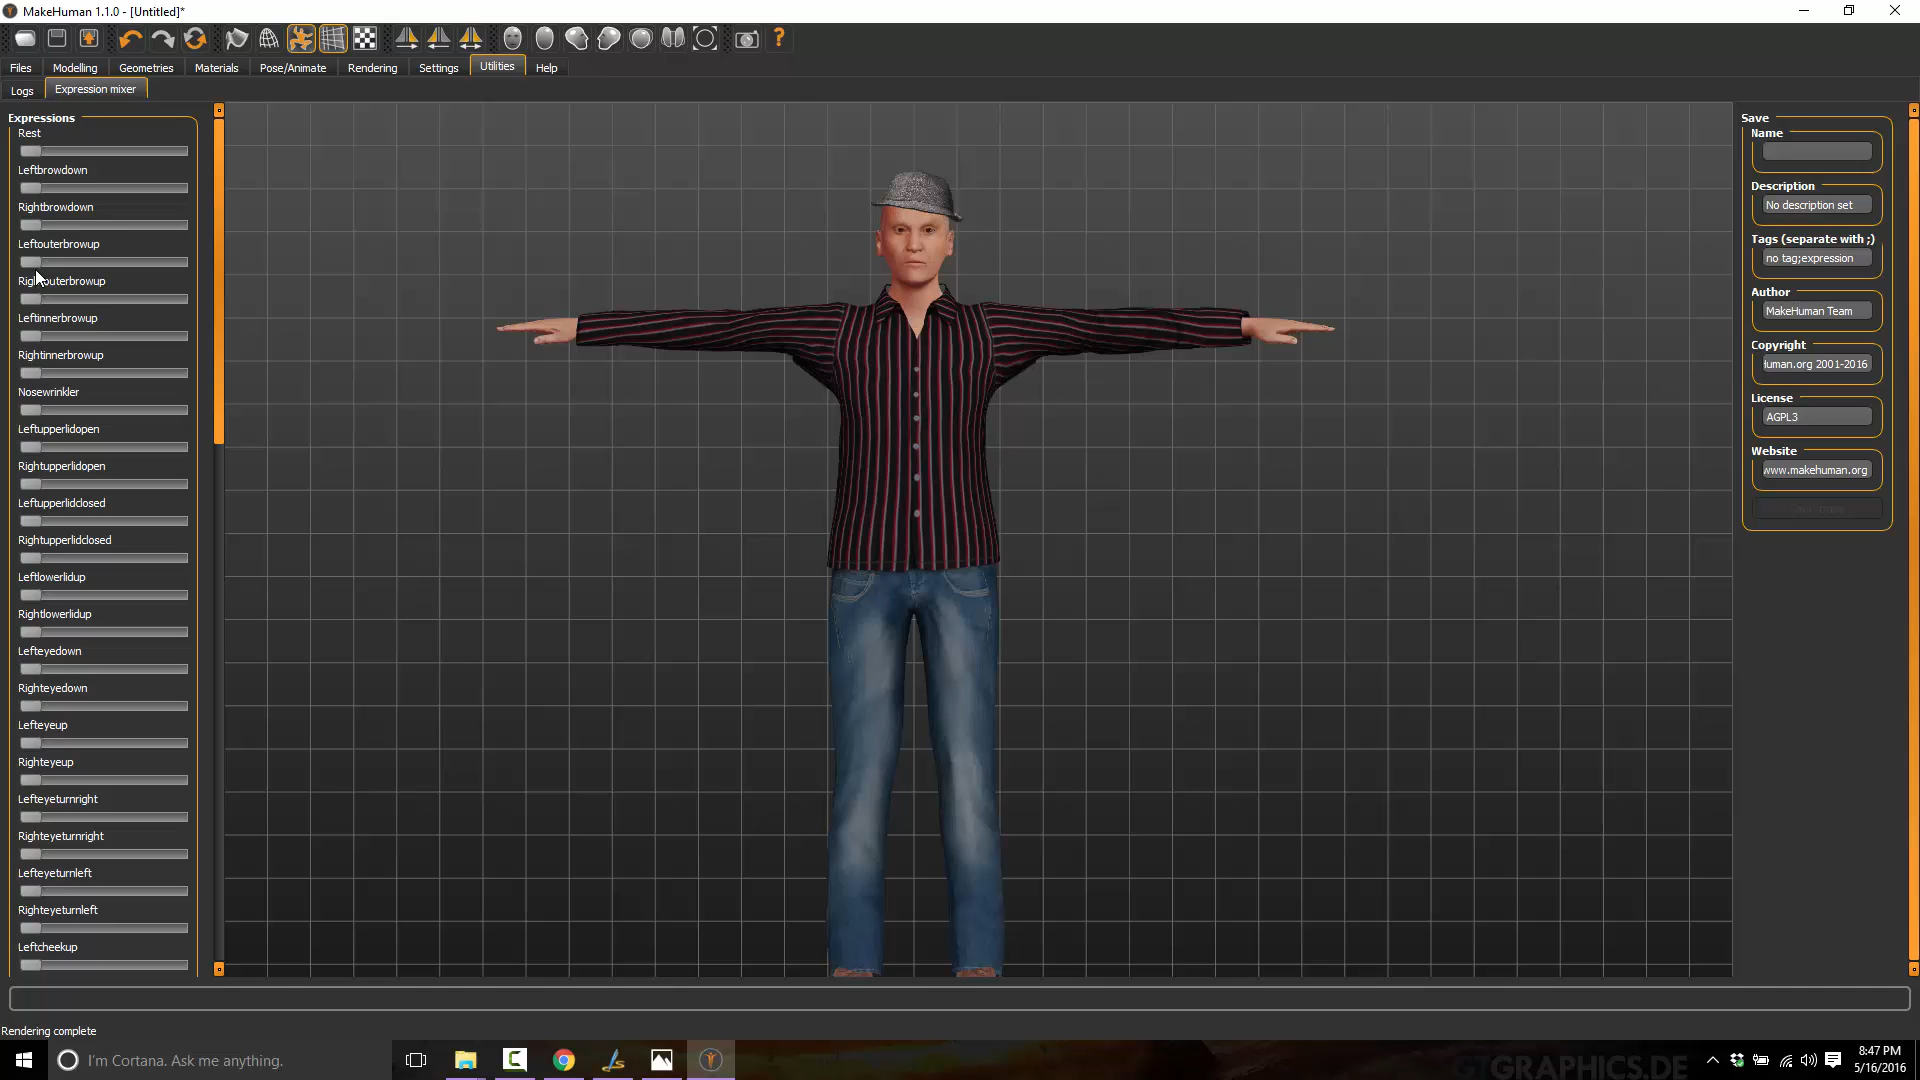 MakeHuman 1.1.0 - [Untitled]*
Files Modelling Geometries Materials Pose/Animate Rendering Settings Utilities Help
Logs Expression mixer
Expressions
Rest
Leftbrowdown
Rightbrowdown
Leftouterbrowup
Leftinnerbrowup
Rightinnerbrowup
Nosewrinkler
Leftupperlidopen
Rightupperlidopen
Leftupperlidclosed
Rightupperlidclosed
Leftlowerlidup
Rightlowerlidup
Lefteyedown
Righteyedown
Lefteyeup
Righteyeup
Lefteyeturnright
Righteyeturnright
Lefteyeturnleft
Righteyeturnleft
Leftcheekup
Save
Name
Description
No description set
Tags (separate with ;)
no tag;expression
Author
MakeHuman Team
Copyright
Human.org 2001-2016
License
AGPL3
Website
www.makehuman.org
Rendering complete
I'm Cortana. Ask me anything.
GTGRAPHICS.DE
8:47 PM
5/16/2016